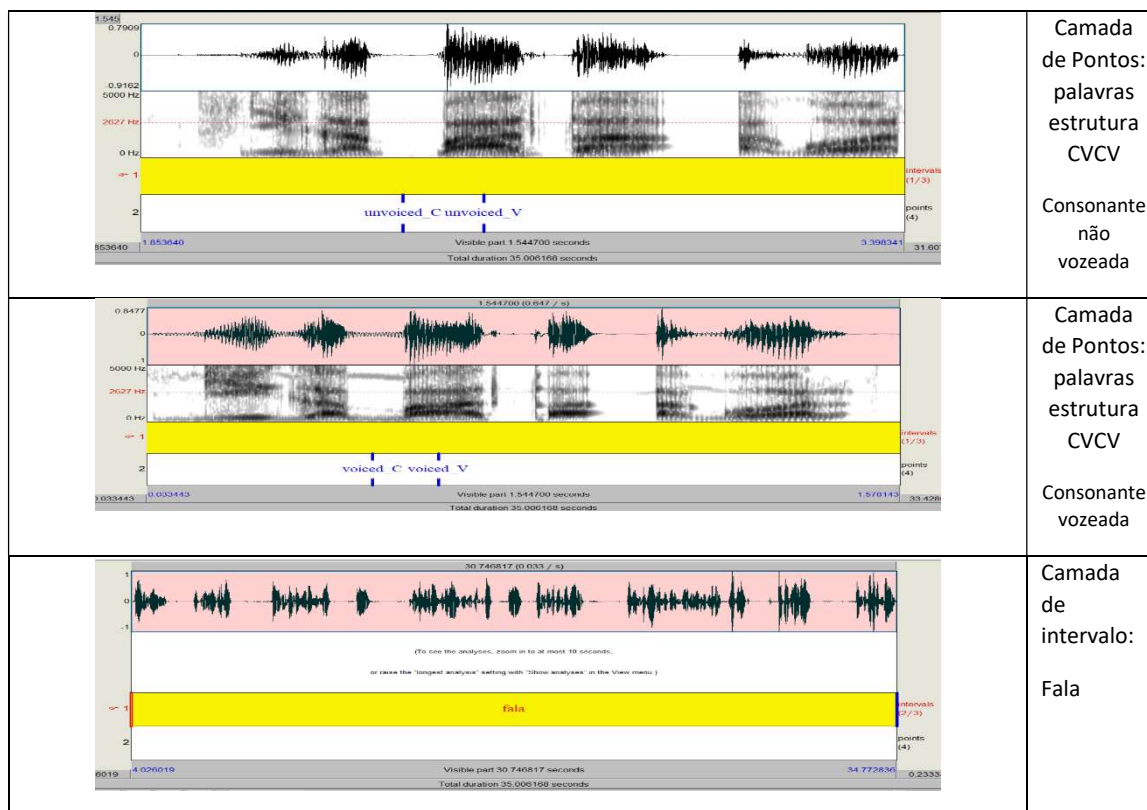 1.545
0.7909
0
-0.9162
5000 Hz
2627 Hz
0 Hz
1
intervals
(1/3)
2
unvoiced_C unvoiced_V
points
(4)
1.853640
Visible part 1.544700 seconds
3.398341
Total duration 35.006168 seconds
Camada
de Pontos:
palavras
estrutura
CVCV
Consonante
não
vozeada
1.544700 (0.647 / s)
0.8477
0
-1
5000 Hz
2627 Hz
0 Hz
1
intervals
(1/3)
2
voiced_C voiced_V
points
(4)
0.033443
0.033443
Visible part 1.544700 seconds
1.578143
Total duration 35.006168 seconds
Camada
de Pontos:
palavras
estrutura
CVCV
Consonante
vozeada
30.746817 (0.033 / s)
1
0
-1
(To see the analyses, zoom in to at most 10 seconds,
or raise the "longest analysis" setting with "Show analyses" in the View menu.)
1
fala
intervals
(2/3)
2
points
(4)
4.026019
Visible part 30.746817 seconds
34.772836
Total duration 35.006168 seconds
Camada
de
intervalo:
Fala